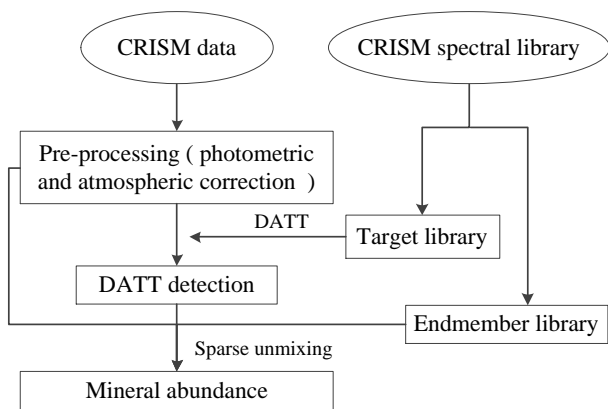 CRISM data
CRISM spectral library
Pre-processing ( photometric
and atmospheric correction )
DATT
Target library
DATT detection
Endmember library
Sparse unmixing
Mineral abundance